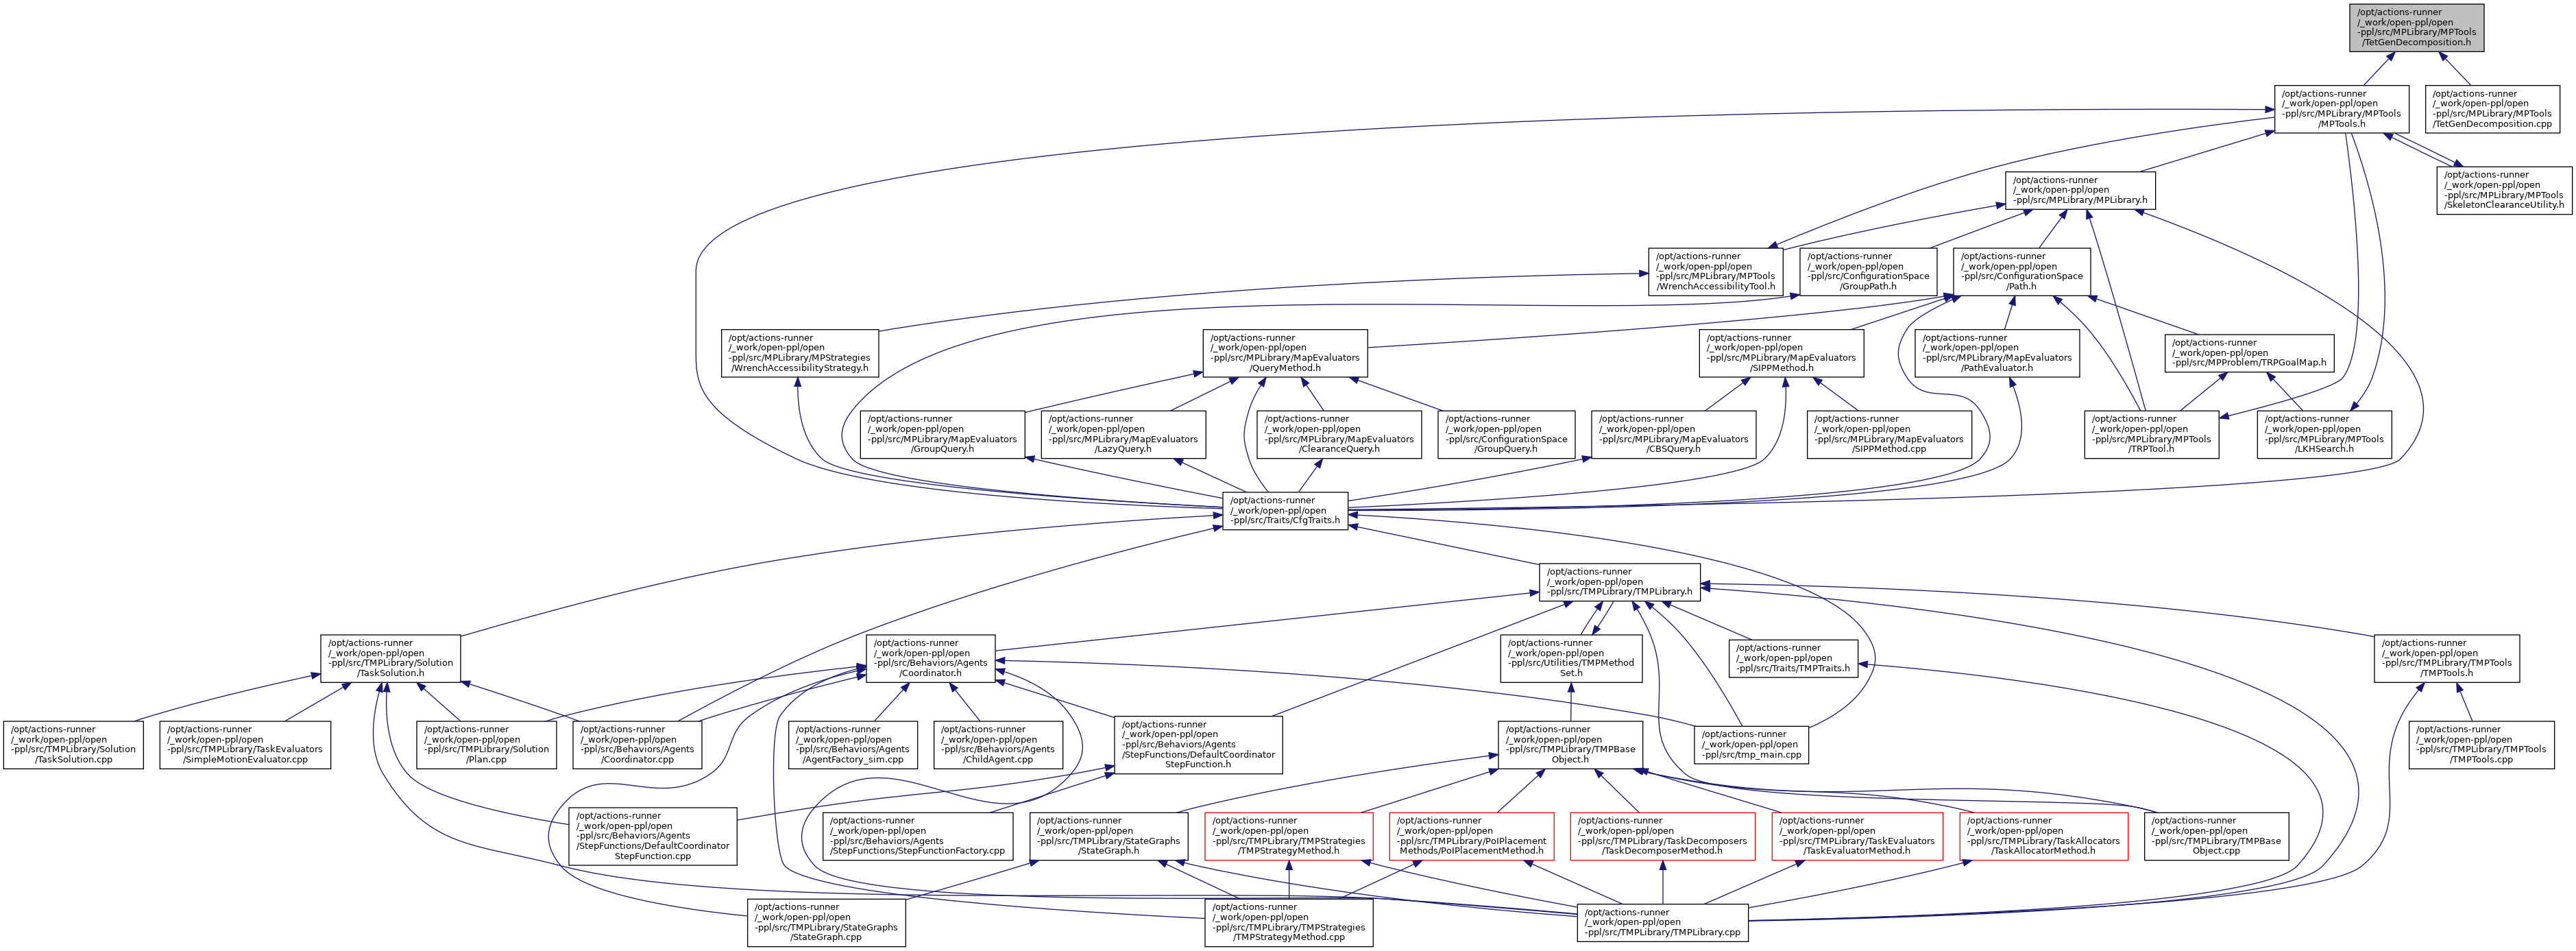 /opt/actions-runner
/_work/open-ppl/open
-ppl/src/MPLibrary/MPTools
/TetGenDecomposition.h
/opt/actions-runner
/_work/open-ppl/open
-ppl/src/MPLibrary/MPTools
/MPTools.h
/opt/actions-runner
/_work/open-ppl/open
-ppl/src/MPLibrary/MPTools
/TetGenDecomposition.cpp
/opt/actions-runner
/_work/open-ppl/open
-ppl/src/MPLibrary/MPLibrary.h
/opt/actions-runner
/_work/open-ppl/open
-ppl/src/MPLibrary/MPTools
/SkeletonClearanceUtility.h
/opt/actions-runner
/_work/open-ppl/open
-ppl/src/MPLibrary/MPTools
/WrenchAccessibilityTool.h
/opt/actions-runner
/_work/open-ppl/open
-ppl/src/ConfigurationSpace
/GroupPath.h
/opt/actions-runner
/_work/open-ppl/open
-ppl/src/ConfigurationSpace
/Path.h
/opt/actions-runner
/_work/open-ppl/open
-ppl/src/MPLibrary/MPStrategies
/WrenchAccessibilityStrategy.h
/opt/actions-runner
/_work/open-ppl/open
-ppl/src/MPLibrary/MapEvaluators
/QueryMethod.h
/opt/actions-runner
/_work/open-ppl/open
-ppl/src/MPLibrary/MapEvaluators
/SIPPMethod.h
/opt/actions-runner
/_work/open-ppl/open
-ppl/src/MPLibrary/MapEvaluators
/PathEvaluator.h
/opt/actions-runner
/_work/open-ppl/open
-ppl/src/MPProblem/TRPGoalMap.h
/opt/actions-runner
/_work/open-ppl/open
-ppl/src/MPLibrary/MapEvaluators
/GroupQuery.h
/opt/actions-runner
/_work/open-ppl/open
-ppl/src/MPLibrary/MapEvaluators
/LazyQuery.h
/opt/actions-runner
/_work/open-ppl/open
-ppl/src/MPLibrary/MapEvaluators
/ClearanceQuery.h
/opt/actions-runner
/_work/open-ppl/open
-ppl/src/ConfigurationSpace
/GroupQuery.h
/opt/actions-runner
/_work/open-ppl/open
-ppl/src/MPLibrary/MapEvaluators
/CBSQuery.h
/opt/actions-runner
/_work/open-ppl/open
-ppl/src/MPLibrary/MapEvaluators
/SIPPMethod.cpp
/opt/actions-runner
/_work/open-ppl/open
-ppl/src/MPLibrary/MPTools
/TRPTool.h
/opt/actions-runner
/_work/open-ppl/open
-ppl/src/MPLibrary/MPTools
/LKHSearch.h
/opt/actions-runner
/_work/open-ppl/open
-ppl/src/Traits/CfgTraits.h
/opt/actions-runner
/_work/open-ppl/open
-ppl/src/TMPLibrary/TMPLibrary.h
/opt/actions-runner
/_work/open-ppl/open
-ppl/src/TMPLibrary/Solution
/TaskSolution.h
/opt/actions-runner
/_work/open-ppl/open
-ppl/src/Behaviors/Agents
/Coordinator.h
/opt/actions-runner
/_work/open-ppl/open
-ppl/src/Utilities/TMPMethod
Set.h
/opt/actions-runner
/_work/open-ppl/open
-ppl/src/Traits/TMPTraits.h
/opt/actions-runner
/_work/open-ppl/open
-ppl/src/TMPLibrary/TMPTools
/TMPTools.h
/opt/actions-runner
/_work/open-ppl/open
-ppl/src/TMPLibrary/Solution
/TaskSolution.cpp
/opt/actions-runner
/_work/open-ppl/open
-ppl/src/TMPLibrary/TaskEvaluators
/SimpleMotionEvaluator.cpp
/opt/actions-runner
/_work/open-ppl/open
-ppl/src/TMPLibrary/Solution
/Plan.cpp
/opt/actions-runner
/_work/open-ppl/open
-ppl/src/Behaviors/Agents
/Coordinator.cpp
/opt/actions-runner
/_work/open-ppl/open
-ppl/src/Behaviors/Agents
/AgentFactory_sim.cpp
/opt/actions-runner
/_work/open-ppl/open
-ppl/src/Behaviors/Agents
/ChildAgent.cpp
/opt/actions-runner
/_work/open-ppl/open
-ppl/src/Behaviors/Agents
/StepFunctions/DefaultCoordinator
StepFunction.h
/opt/actions-runner
/_work/open-ppl/open
-ppl/src/TMPLibrary/TMPBase
Object.h
/opt/actions-runner
/_work/open-ppl/open
-ppl/src/tmp_main.cpp
/opt/actions-runner
/_work/open-ppl/open
-ppl/src/TMPLibrary/TMPTools
/TMPTools.cpp
/opt/actions-runner
/_work/open-ppl/open
-ppl/src/Behaviors/Agents
/StepFunctions/DefaultCoordinator
StepFunction.cpp
/opt/actions-runner
/_work/open-ppl/open
-ppl/src/Behaviors/Agents
/StepFunctions/StepFunctionFactory.cpp
/opt/actions-runner
/_work/open-ppl/open
-ppl/src/TMPLibrary/StateGraphs
/StateGraph.h
/opt/actions-runner
/_work/open-ppl/open
-ppl/src/TMPLibrary/TMPStrategies
/TMPStrategyMethod.h
/opt/actions-runner
/_work/open-ppl/open
-ppl/src/TMPLibrary/PoIPlacement
Methods/PoIPlacementMethod.h
/opt/actions-runner
/_work/open-ppl/open
-ppl/src/TMPLibrary/TaskDecomposers
/TaskDecomposerMethod.h
/opt/actions-runner
/_work/open-ppl/open
-ppl/src/TMPLibrary/TaskEvaluators
/TaskEvaluatorMethod.h
/opt/actions-runner
/_work/open-ppl/open
-ppl/src/TMPLibrary/TaskAllocators
/TaskAllocatorMethod.h
/opt/actions-runner
/_work/open-ppl/open
-ppl/src/TMPLibrary/TMPBase
Object.cpp
/opt/actions-runner
/_work/open-ppl/open
-ppl/src/TMPLibrary/StateGraphs
/StateGraph.cpp
/opt/actions-runner
/_work/open-ppl/open
-ppl/src/TMPLibrary/TMPStrategies
/TMPStrategyMethod.cpp
/opt/actions-runner
/_work/open-ppl/open
-ppl/src/TMPLibrary/TMPLibrary.cpp